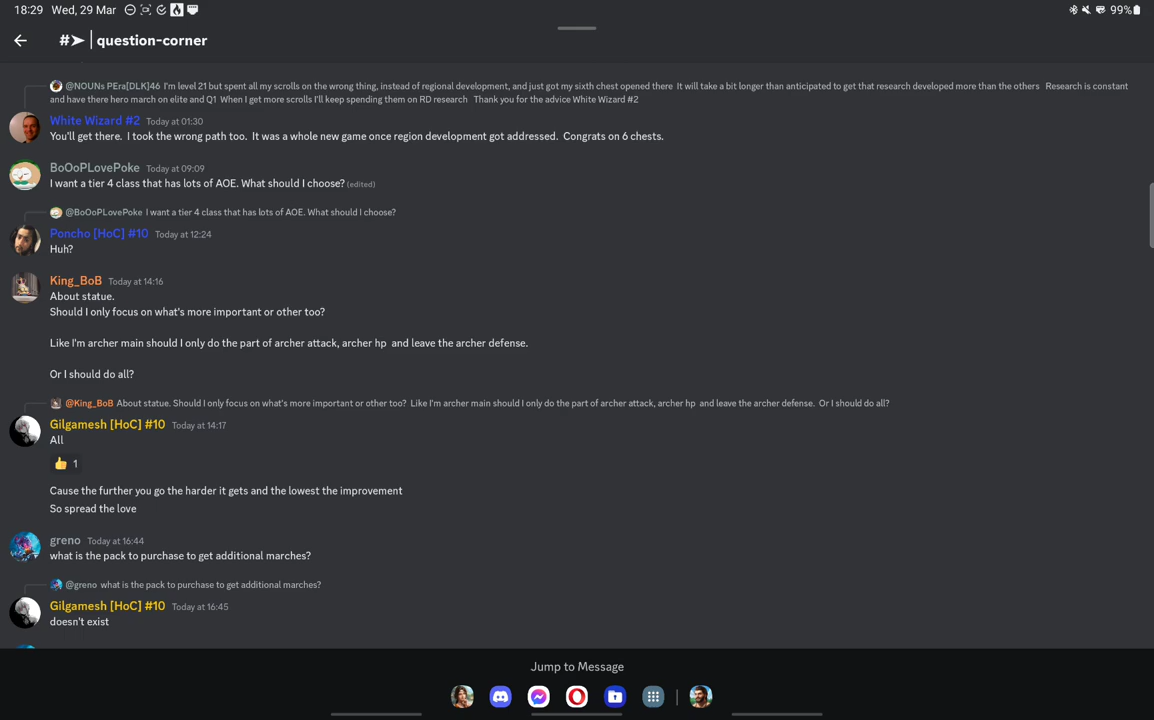 18:29 Wed, 29 Mar
99%
#➤ | question-corner
@NOUNs PEra[DLK]46 I'm level 21 but spent all my scrolls on the wrong thing, instead of regional development, and just got my sixth chest opened there It will take a bit longer than anticipated to get that research developed more than the others Research is constant
and have there hero march on elite and Q1 When I get more scrolls I'll keep spending them on RD research Thank you for the advice White Wizard #2
White Wizard #2 Today at 01:30
You'll get there. I took the wrong path too. It was a whole new game once region development got addressed. Congrats on 6 chests.
BoOoPLovePoke Today at 09:09
I want a tier 4 class that has lots of AOE. What should I choose? (edited)
@BoOoPLovePoke I want a tier 4 class that has lots of AOE. What should I choose?
Poncho [HoC] #10 Today at 12:24
Huh?
King_BoB Today at 14:16
About statue.
Should I only focus on what's more important or other too?
Like I'm archer main should I only do the part of archer attack, archer hp and leave the archer defense.
Or I should do all?
@King_BoB About statue. Should I only focus on what's more important or other too? Like I'm archer main should I only do the part of archer attack, archer hp and leave the archer defense. Or I should do all?
Gilgamesh [HoC] #10 Today at 14:17
All
👍 1
Cause the further you go the harder it gets and the lowest the improvement
So spread the love
greno Today at 16:44
what is the pack to purchase to get additional marches?
@greno what is the pack to purchase to get additional marches?
Gilgamesh [HoC] #10 Today at 16:45
doesn't exist
Jump to Message